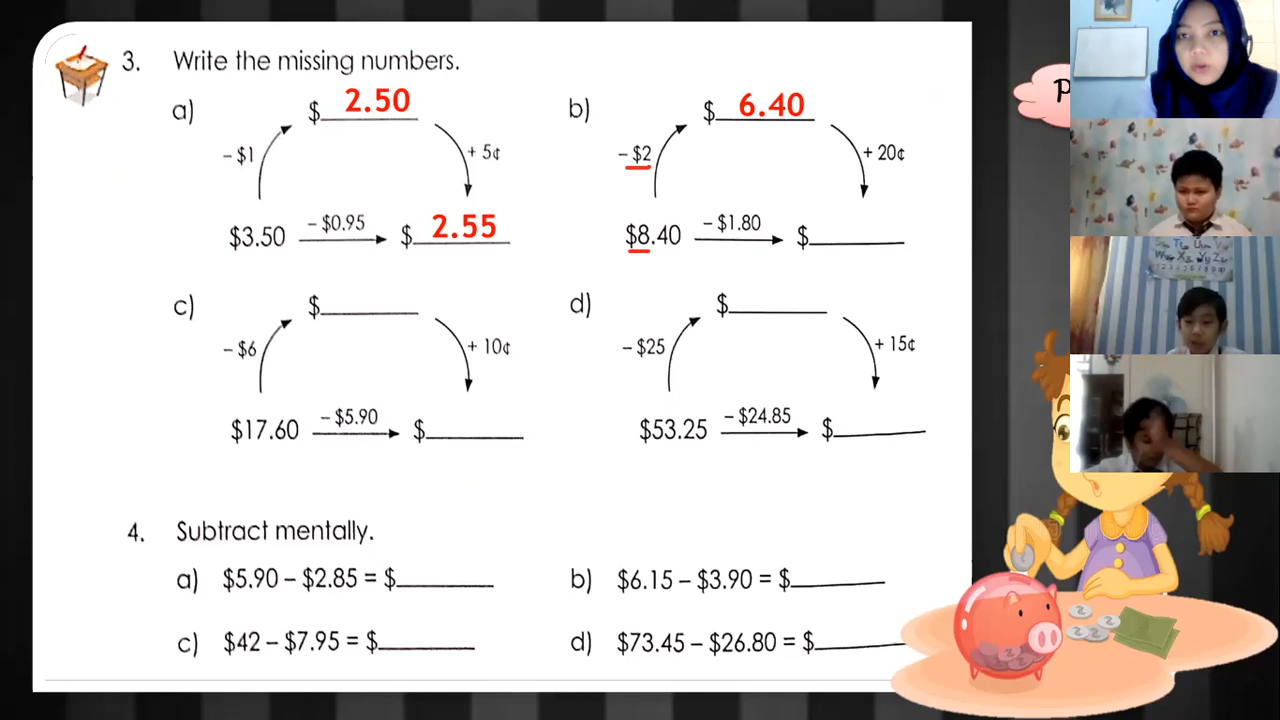 3. Write the missing numbers.
a) $ 2.50
- $1 + 5¢
$3.50 - $0.95 $ 2.55
b) $ 6.40
- $2 + 20¢
$8.40 - $1.80 $
c) $
- $6 + 10¢
$17.60 - $5.90 $
d) $
- $25 + 15¢
$53.25 - $24.85 $
4. Subtract mentally.
a) $5.90 – $2.85 = $
b) $6.15 – $3.90 = $
c) $42 – $7.95 = $
d) $73.45 – $26.80 = $